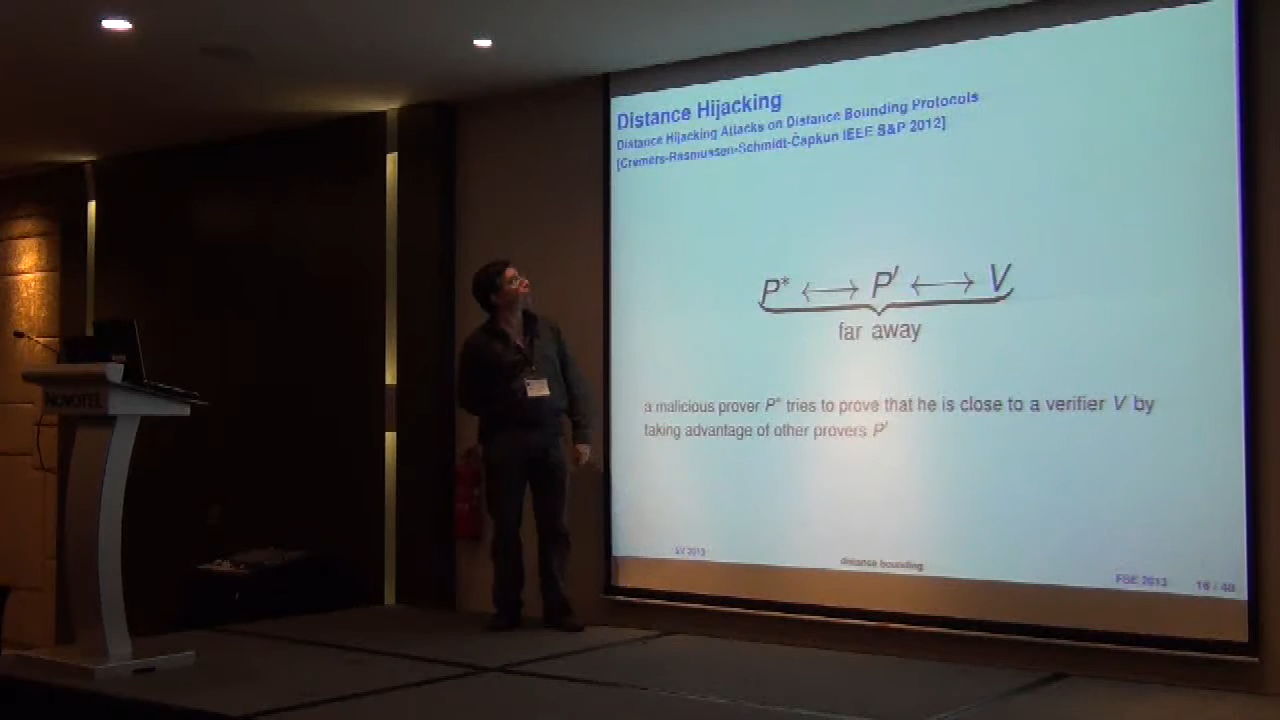 Distance Hijacking
Distance Hijacking Attacks on Distance Bounding Protocols
[Cremers-Rasmussen-Schmidt-Čapkun IEEE S&P 2012]
P* ⟷ P′ ⟷ V
far away
a malicious prover P* tries to prove that he is close to a verifier V by
taking advantage of other provers P′
SV 2013
distance bounding
FSE 2013
16 / 48
NOVOTEL